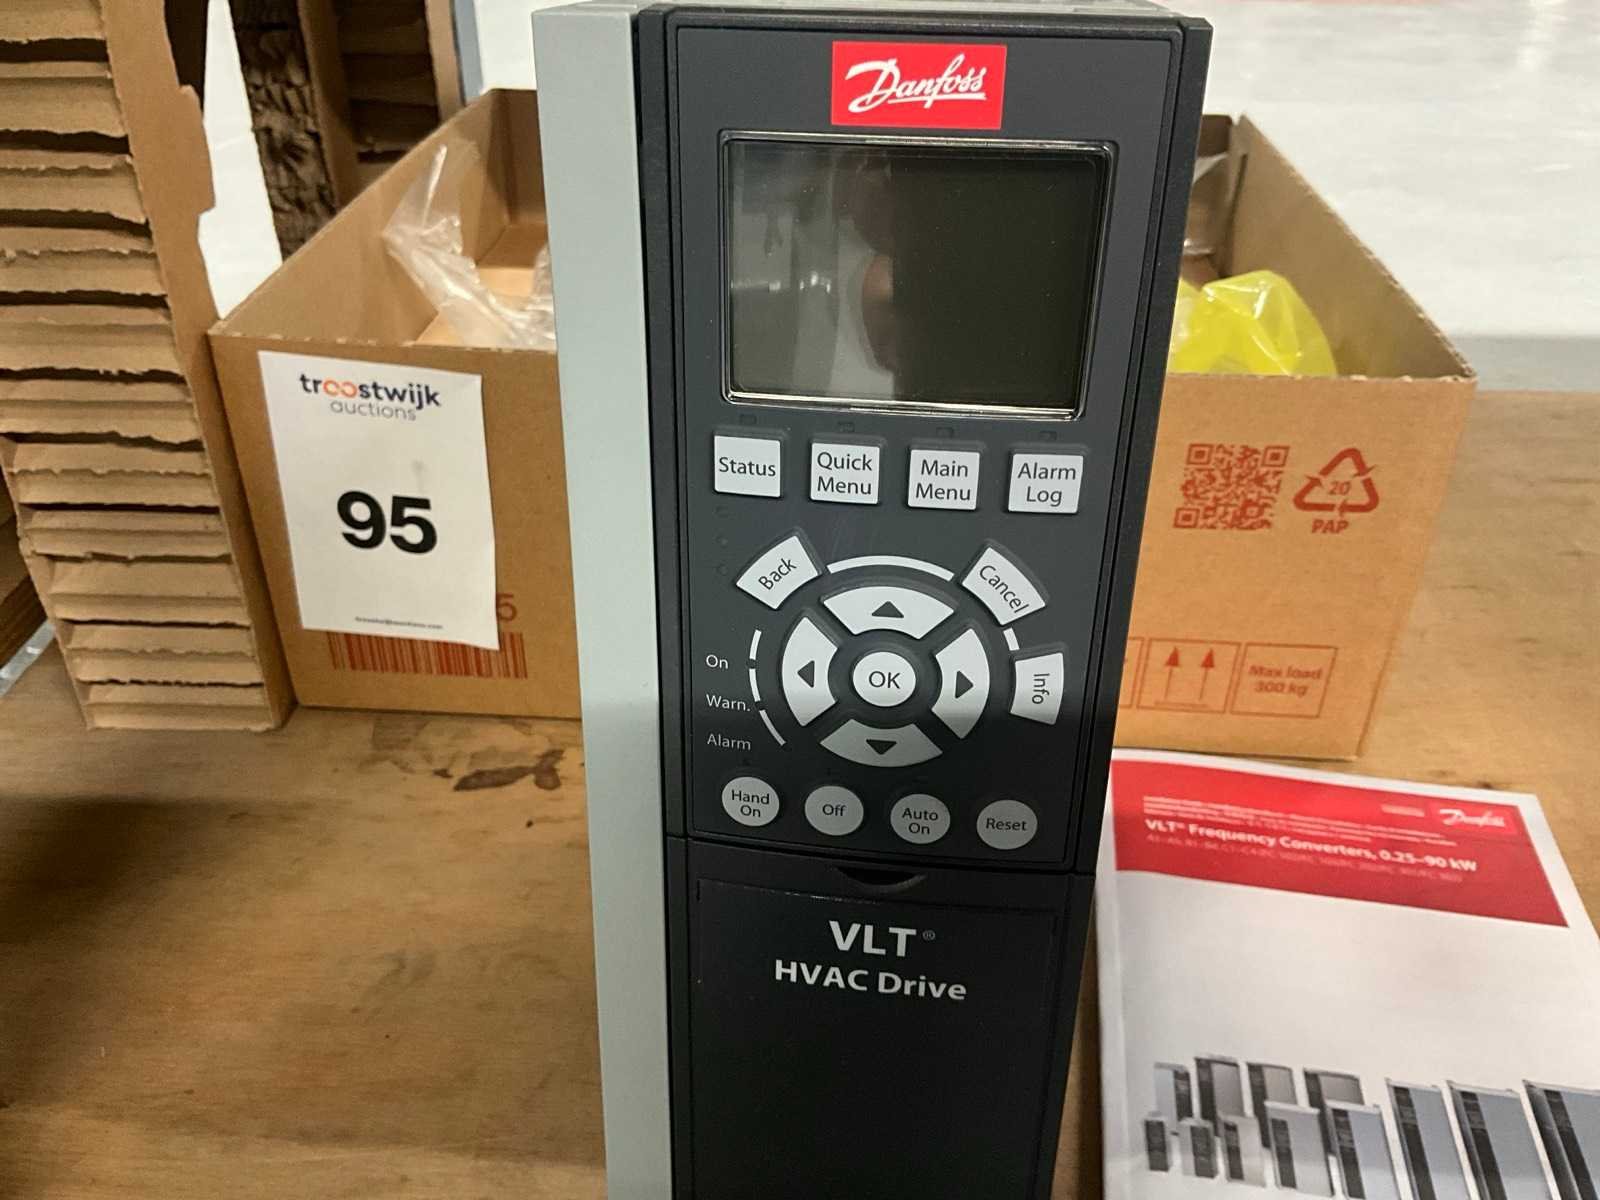 Danfoss
troostwijk
auctions
95
Status
Quick
Menu
Main
Menu
Alarm
Log
Back
Cancel
Info
OK
On
Warn.
Alarm
Hand
On
Off
Auto
On
Reset
VLT®
HVAC Drive
20
PAP
Max load
300 kg
5
Danfoss
VLT® Frequency Converters, 0.25–90 kW